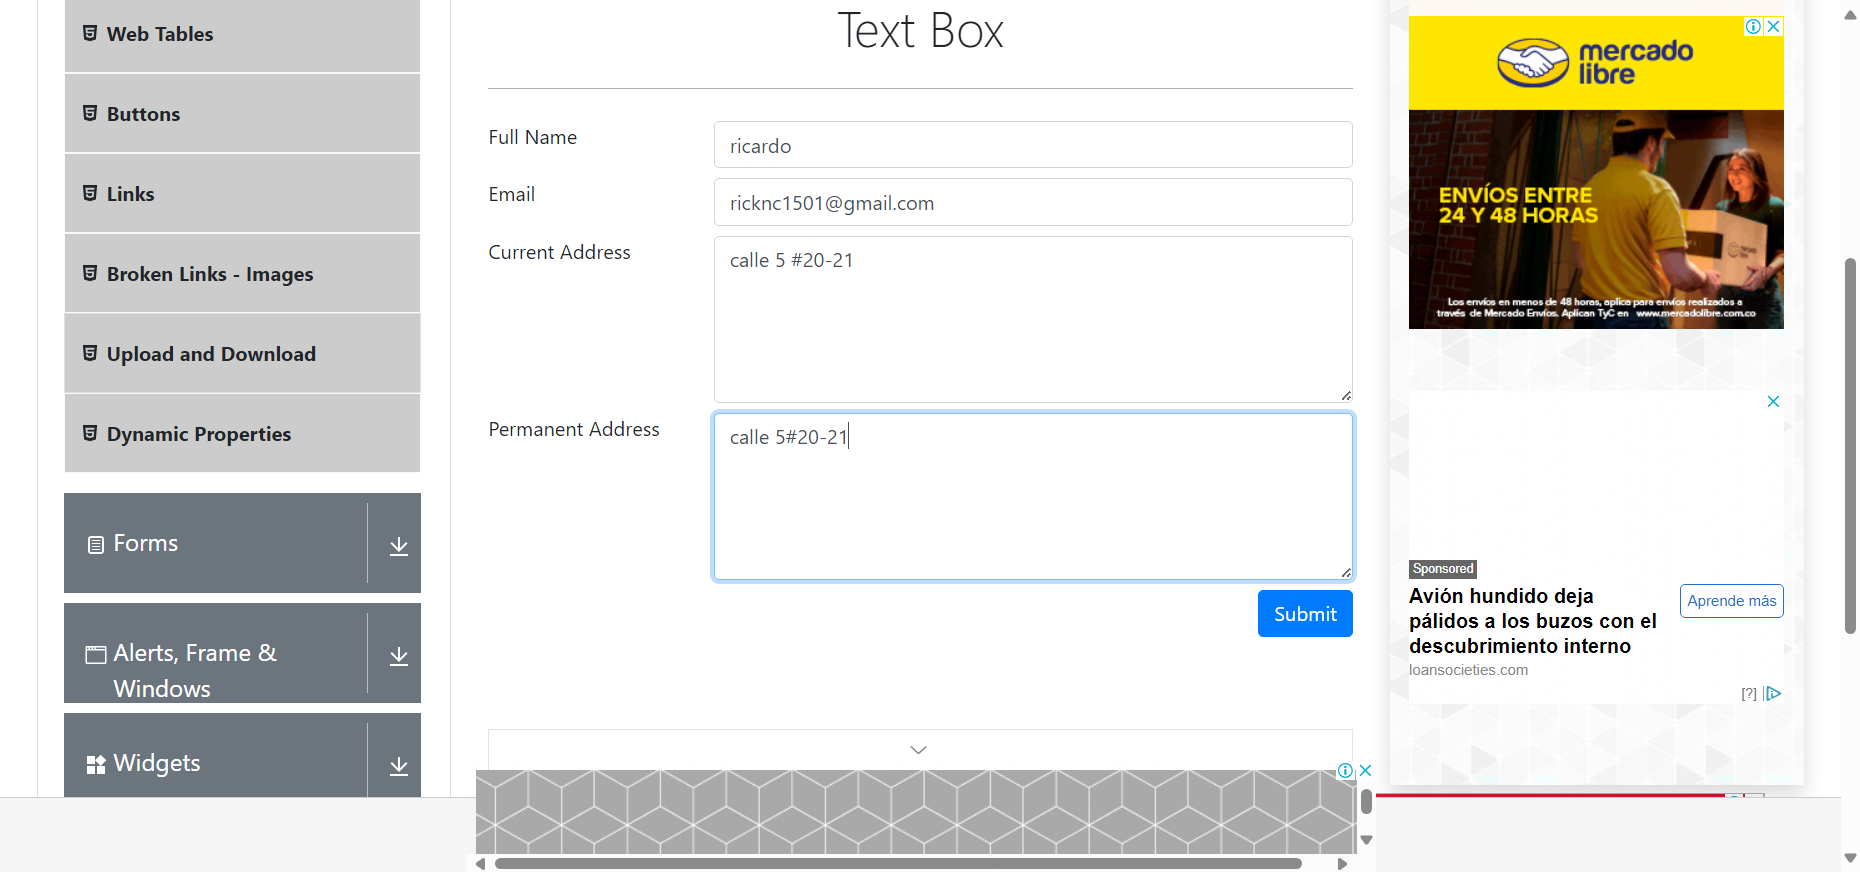 Web Tables
Buttons
Links
Broken Links - Images
Upload and Download
Dynamic Properties
Forms
Alerts, Frame &
Windows
Widgets
Text Box
Full Name
ricardo
Email
ricknc1501@gmail.com
Current Address
calle 5 #20-21
Permanent Address
calle 5#20-21
Submit
mercado
libre
ENVÍOS ENTRE
24 Y 48 HORAS
Los envíos en menos de 48 horas, aplica para envíos realizados a
través de Mercado Envíos. Aplican TyC en www.mercadolibre.com.co
Sponsored
Avión hundido deja
pálidos a los buzos con el
descubrimiento interno
Aprende más
loansocieties.com
[?]